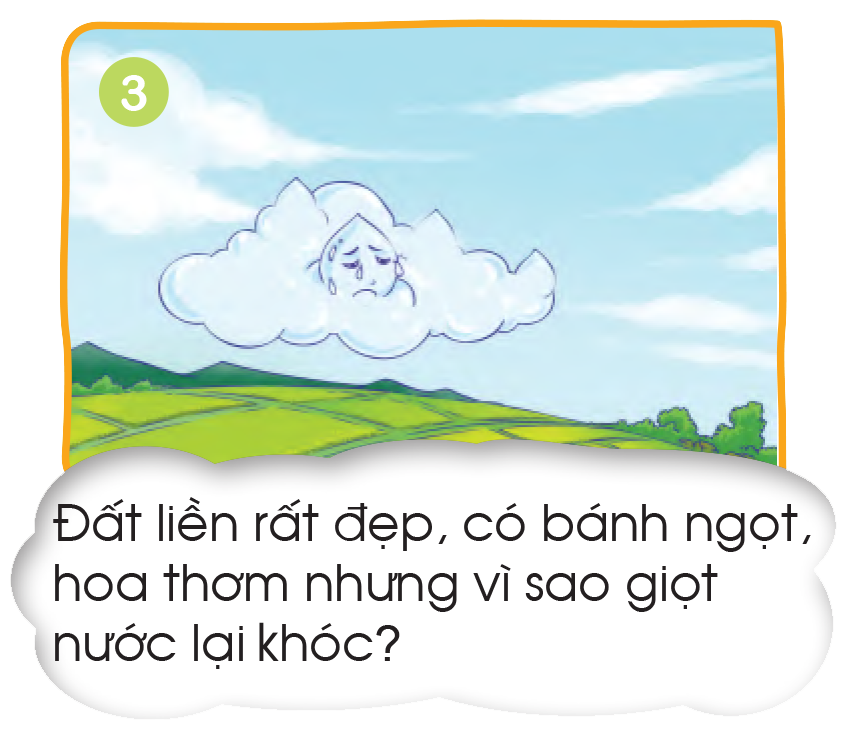 3
Đất liền rất đẹp, có bánh ngọt,
hoa thơm nhưng vì sao giọt
nước lại khóc?